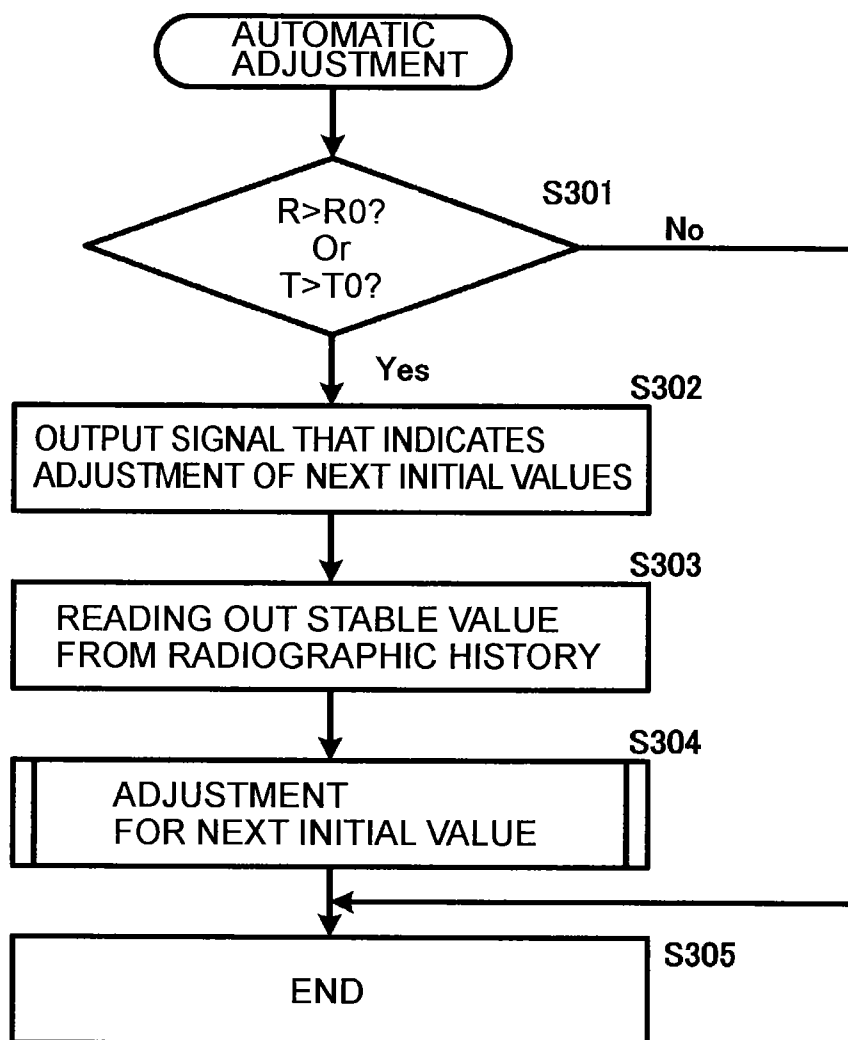 AUTOMATIC
ADJUSTMENT
S301
R>R0?
Or
T>T0?
No
Yes
S302
OUTPUT SIGNAL THAT INDICATES
ADJUSTMENT OF NEXT INITIAL VALUES
S303
READING OUT STABLE VALUE
FROM RADIOGRAPHIC HISTORY
S304
ADJUSTMENT
FOR NEXT INITIAL VALUE
S305
END